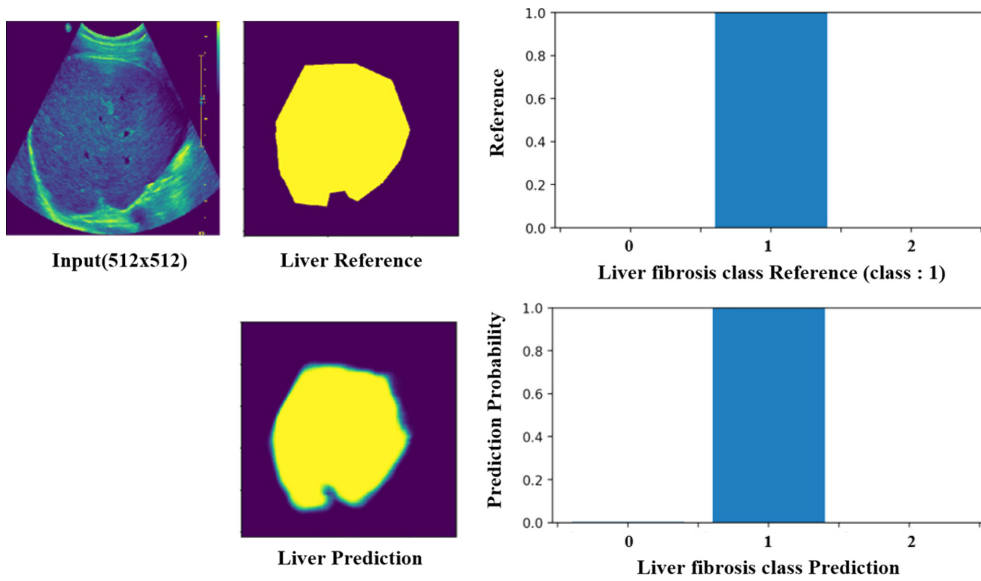 Input(512x512)
Liver Reference
Reference
1.0
0.8
0.6
0.4
0.2
0.0
0 1 2
Liver fibrosis class Reference (class : 1)
Liver Prediction
Prediction Probability
1.0
0.8
0.6
0.4
0.2
0.0
0 1 2
Liver fibrosis class Prediction